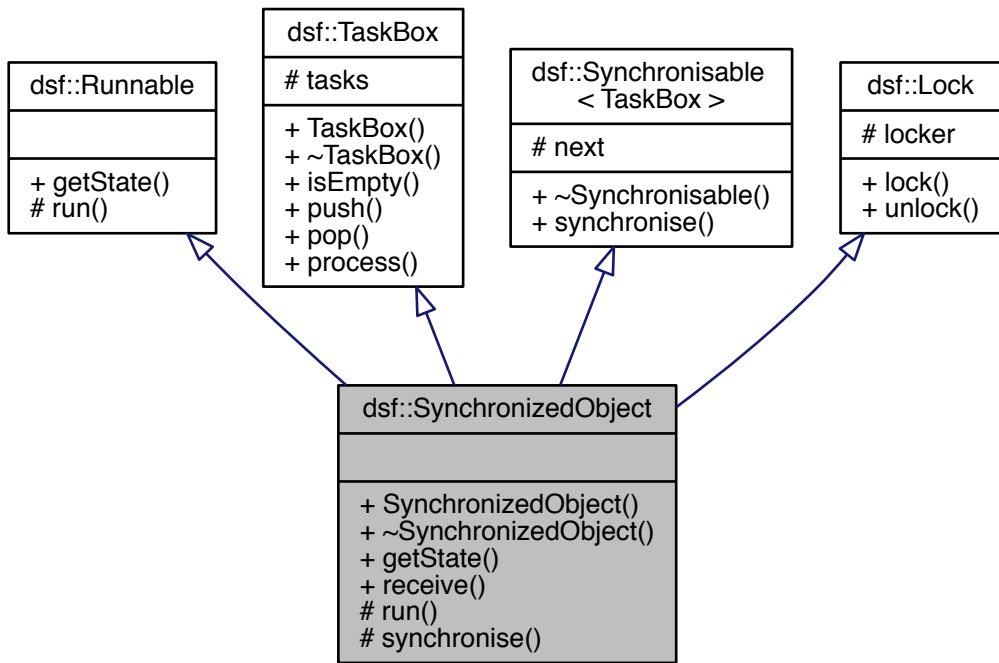 dsf::Runnable
+ getState()
# run()
dsf::TaskBox
# tasks
+ TaskBox()
+ ~TaskBox()
+ isEmpty()
+ push()
+ pop()
+ process()
dsf::Synchronisable
< TaskBox >
# next
+ ~Synchronisable()
+ synchronise()
dsf::Lock
# locker
+ lock()
+ unlock()
dsf::SynchronizedObject
+ SynchronizedObject()
+ ~SynchronizedObject()
+ getState()
+ receive()
# run()
# synchronise()